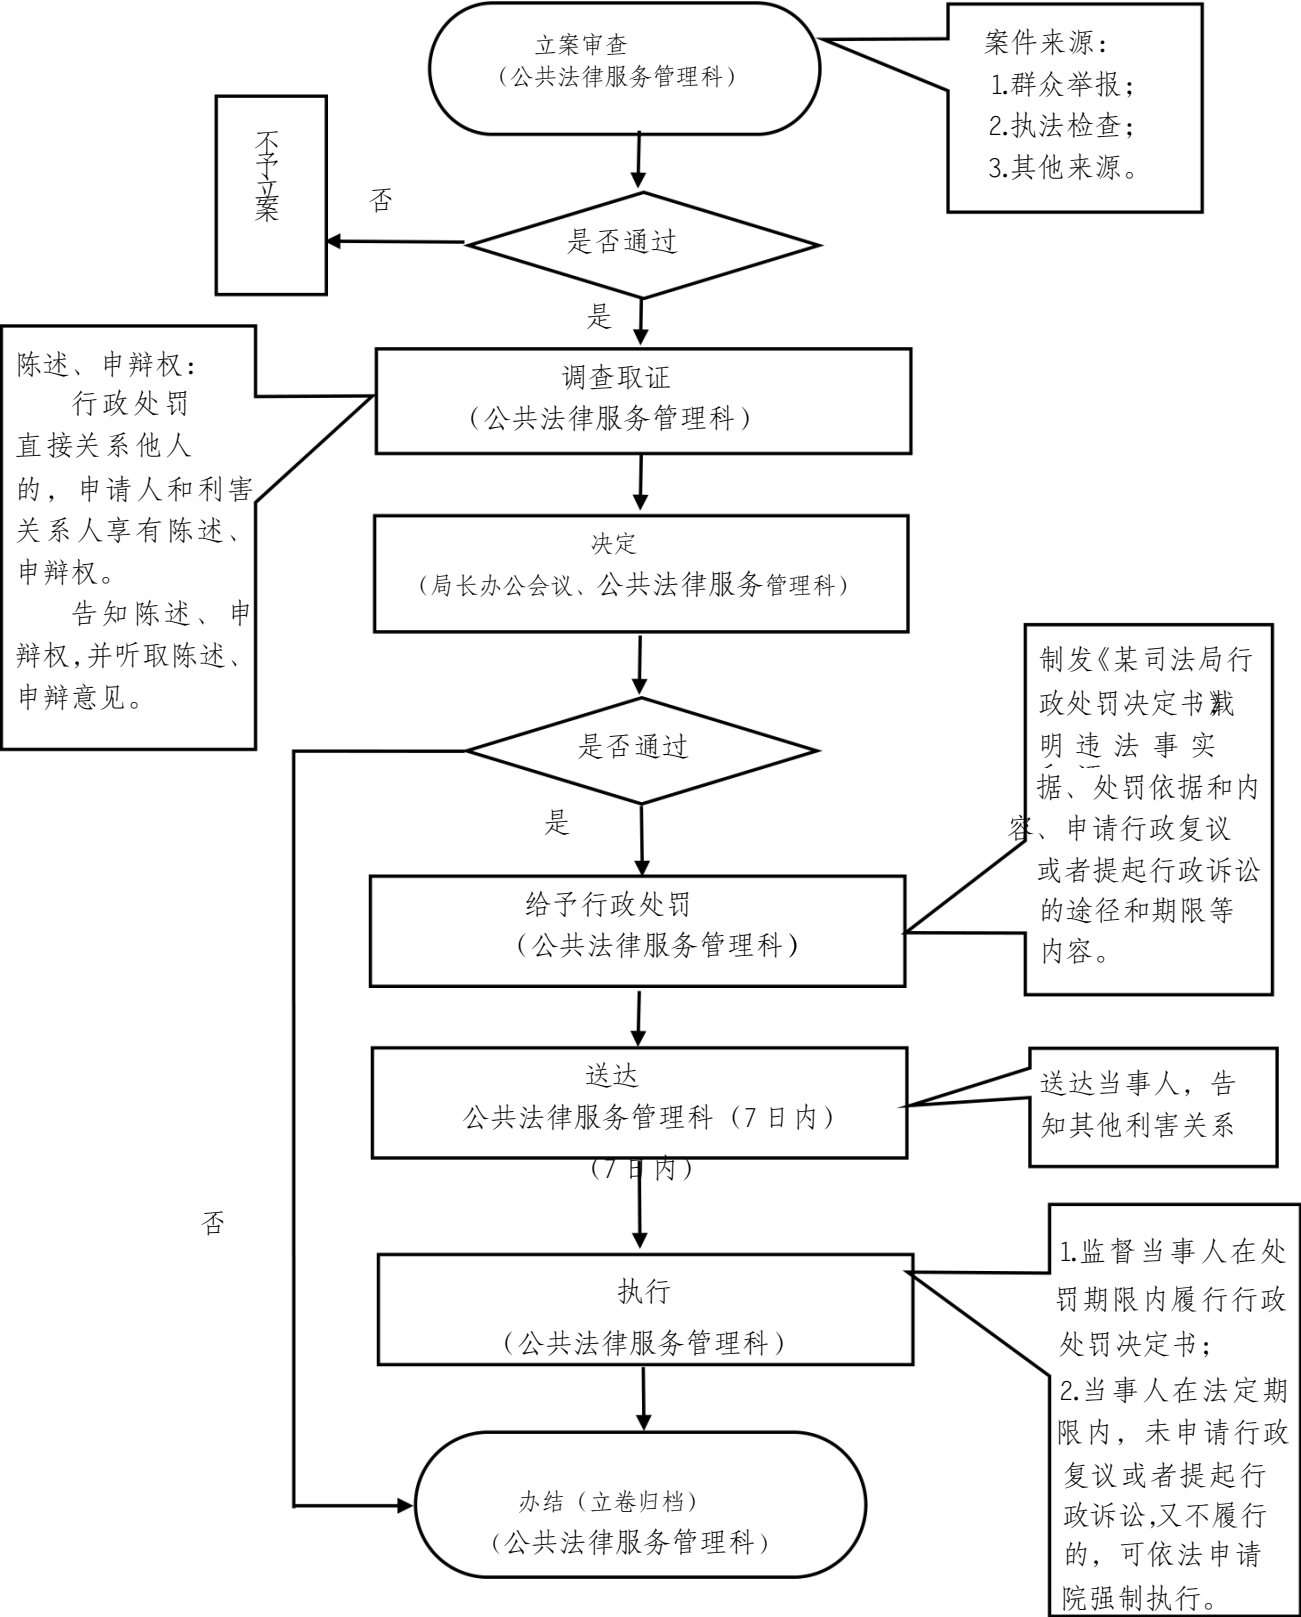 立案审查
（公共法律服务管理科）
案件来源：
1.群众举报；
2.执法检查；
3.其他来源。
不予立案
否
是否通过
是
陈述、申辩权：
行政处罚
直接关系他人
的，申请人和利害
关系人享有陈述、
申辩权。
告知陈述、申
辩权,并听取陈述、
申辩意见。
调查取证
（公共法律服务管理科）
决定
（局长办公会议、公共法律服务管理科）
是否通过
是
制发《某司法局行
政处罚决定书》载
明违法事实
据、处罚依据和内
容、申请行政复议
或者提起行政诉讼
的途径和期限等
内容。
给予行政处罚
（公共法律服务管理科）
送达
公共法律服务管理科（7日内）
（7日内）
送达当事人，告
知其他利害关系
否
执行
（公共法律服务管理科）
1.监督当事人在处
罚期限内履行行政
处罚决定书；
2.当事人在法定期
限内，未申请行政
复议或者提起行
政诉讼,又不履行
的，可依法申请
院强制执行。
办结（立卷归档）
（公共法律服务管理科）